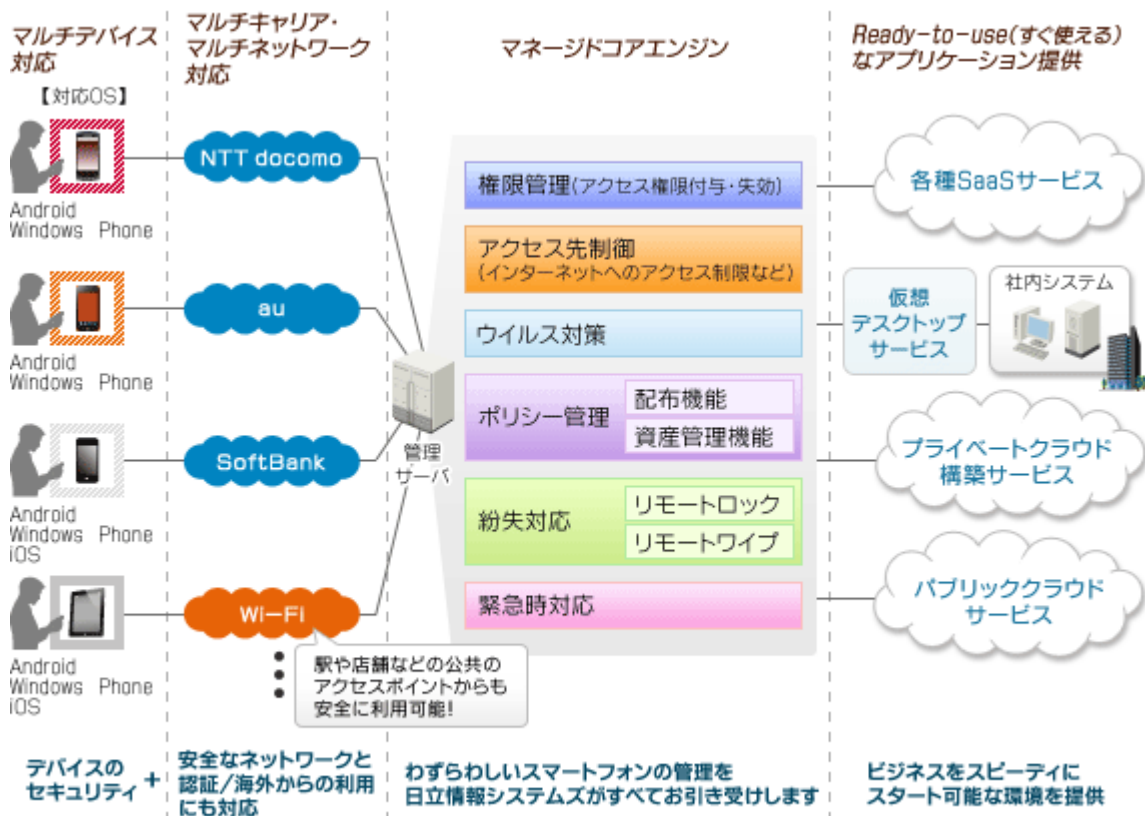 マルチデバイス
対応
【対応OS】
Android
Windows Phone
Android
Windows Phone
Android
Windows Phone
iOS
Android
Windows Phone
iOS
デバイスの
セキュリティ
+
マルチキャリア・
マルチネットワーク
対応
NTT docomo
au
SoftBank
Wi-Fi
駅や店舗などの公共の
アクセスポイントからも
安全に利用可能!
安全なネットワークと
認証/海外からの利用
にも対応
マネージドコアエンジン
管理
サーバ
権限管理(アクセス権限付与・失効)
アクセス先制御
(インターネットへのアクセス制限など)
ウイルス対策
ポリシー管理
配布機能
資産管理機能
紛失対応
リモートロック
リモートワイプ
緊急時対応
わずらわしいスマートフォンの管理を
日立情報システムズがすべてお引き受けします
Ready-to-use(すぐ使える)
なアプリケーション提供
各種SaaSサービス
仮想
デスクトップ
サービス
社内システム
プライベートクラウド
構築サービス
パブリッククラウド
サービス
ビジネスをスピーディに
スタート可能な環境を提供